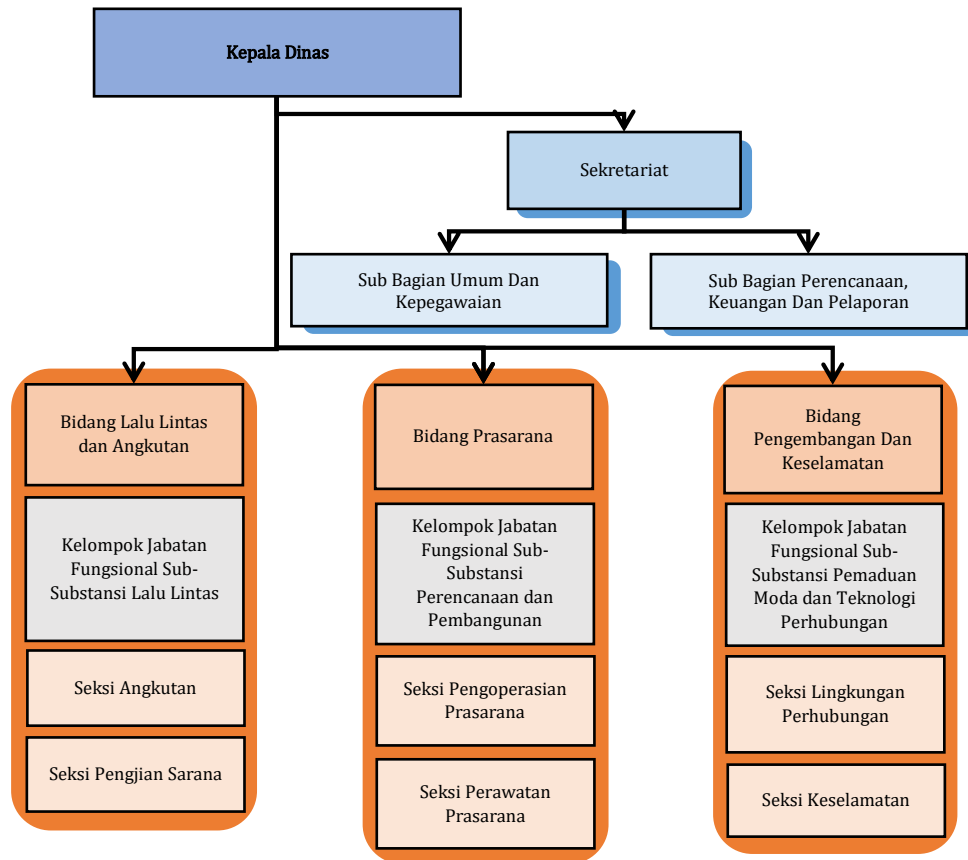 Kepala Dinas
Sekretariat
Sub Bagian Umum Dan
Kepegawaian
Sub Bagian Perencanaan,
Keuangan Dan Pelaporan
Bidang Lalu Lintas
dan Angkutan
Kelompok Jabatan
Fungsional Sub-
Substansi Lalu Lintas
Seksi Angkutan
Seksi Pengjian Sarana
Bidang Prasarana
Kelompok Jabatan
Fungsional Sub-
Substansi
Perencanaan dan
Pembangunan
Seksi Pengoperasian
Prasarana
Seksi Perawatan
Prasarana
Bidang
Pengembangan Dan
Keselamatan
Kelompok Jabatan
Fungsional Sub-
Substansi Pemaduan
Moda dan Teknologi
Perhubungan
Seksi Lingkungan
Perhubungan
Seksi Keselamatan